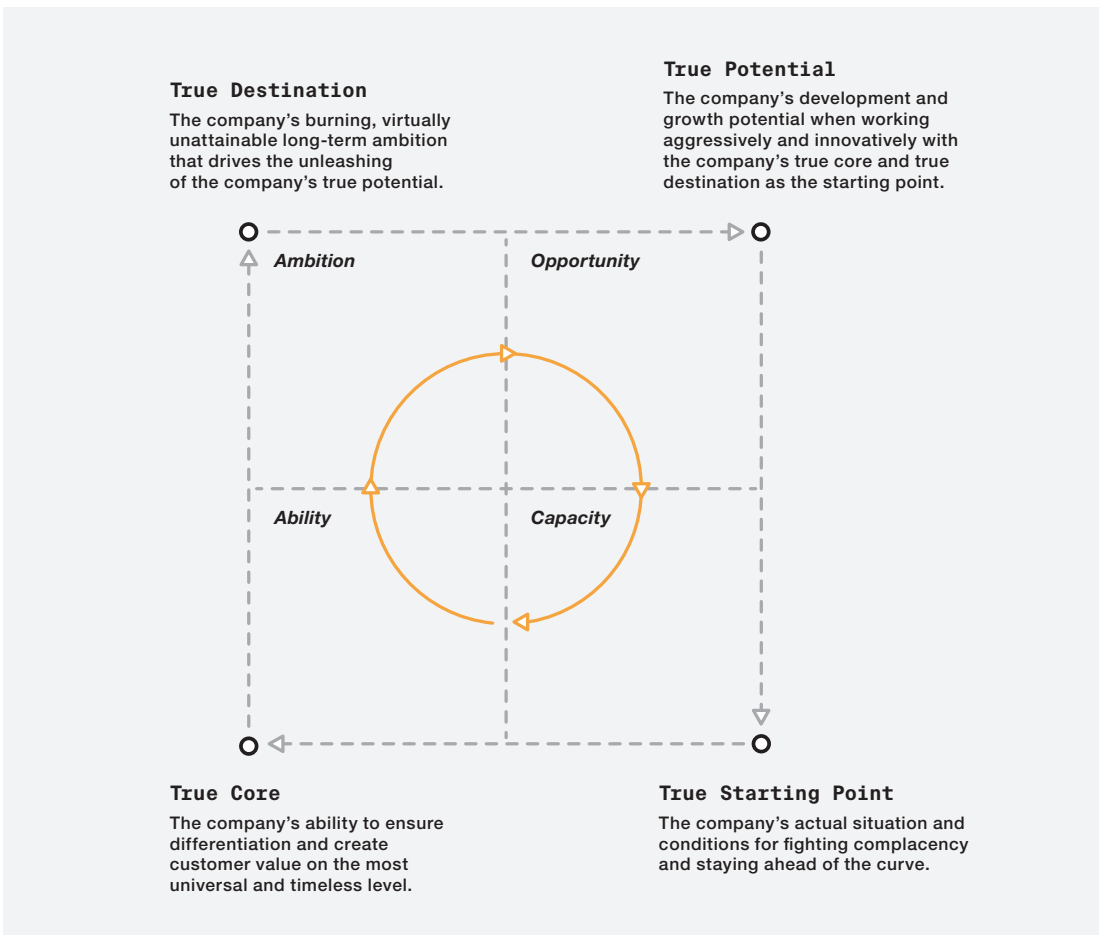 True Destination
The company’s burning, virtually
unattainable long-term ambition
that drives the unleashing
of the company’s true potential.
True Potential
The company’s development and
growth potential when working
aggressively and innovatively with
the company’s true core and true
destination as the starting point.
Ambition
Opportunity
Ability
Capacity
True Core
The company’s ability to ensure
differentiation and create
customer value on the most
universal and timeless level.
True Starting Point
The company’s actual situation and
conditions for fighting complacency
and staying ahead of the curve.